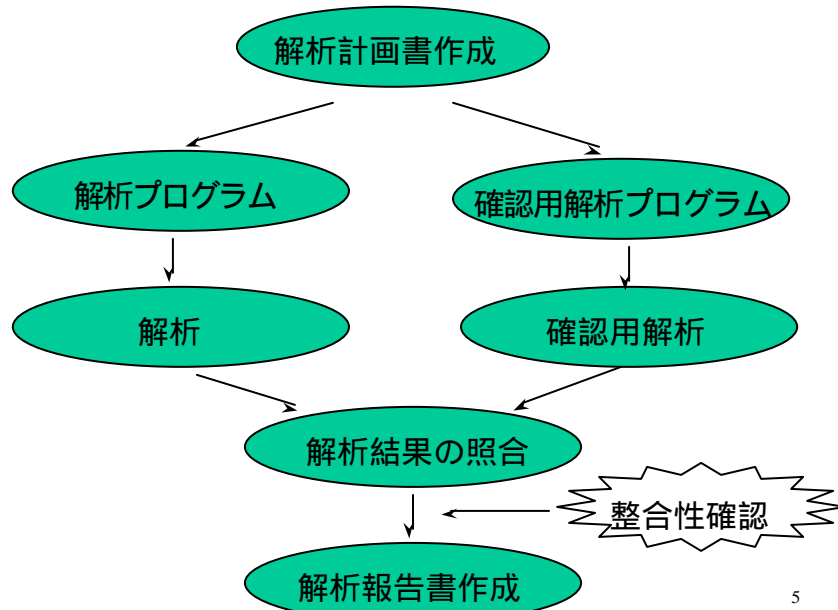 解析計画書作成
解析プログラム
確認用解析プログラム
解析
確認用解析
解析結果の照合
整合性確認
解析報告書作成
5